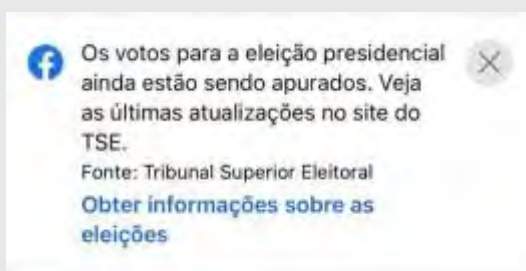 Os votos para a eleição presidencial
ainda estão sendo apurados. Veja
as últimas atualizações no site do
TSE.
Fonte: Tribunal Superior Eleitoral
Obter informações sobre as
eleições